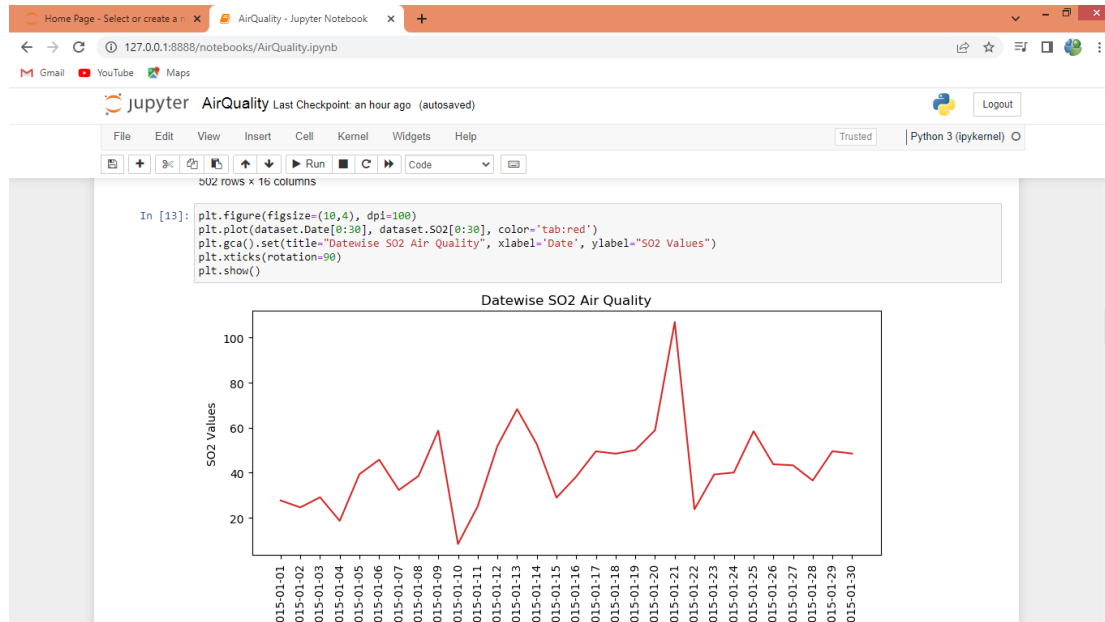 Home Page - Select or create a n
AirQuality - Jupyter Notebook
127.0.0.1:8888/notebooks/AirQuality.ipynb
Gmail YouTube Maps
jupyter AirQuality Last Checkpoint: an hour ago (autosaved)
Logout
File Edit View Insert Cell Kernel Widgets Help
Trusted
Python 3 (ipykernel)
Run
Code
502 rows × 16 columns
In [13]: plt.figure(figsize=(10,4), dpi=100)
plt.plot(dataset.Date[0:30], dataset.SO2[0:30], color='tab:red')
plt.gca().set(title="Datewise SO2 Air Quality", xlabel='Date', ylabel="SO2 Values")
plt.xticks(rotation=90)
plt.show()
Datewise SO2 Air Quality
SO2 Values
100
80
60
40
20
015-01-01
015-01-02
015-01-03
015-01-04
015-01-05
015-01-06
015-01-07
015-01-08
015-01-09
015-01-10
015-01-11
015-01-12
015-01-13
015-01-14
015-01-15
015-01-16
015-01-17
015-01-18
015-01-19
015-01-20
015-01-21
015-01-22
015-01-23
015-01-24
015-01-25
015-01-26
015-01-27
015-01-28
015-01-29
015-01-30